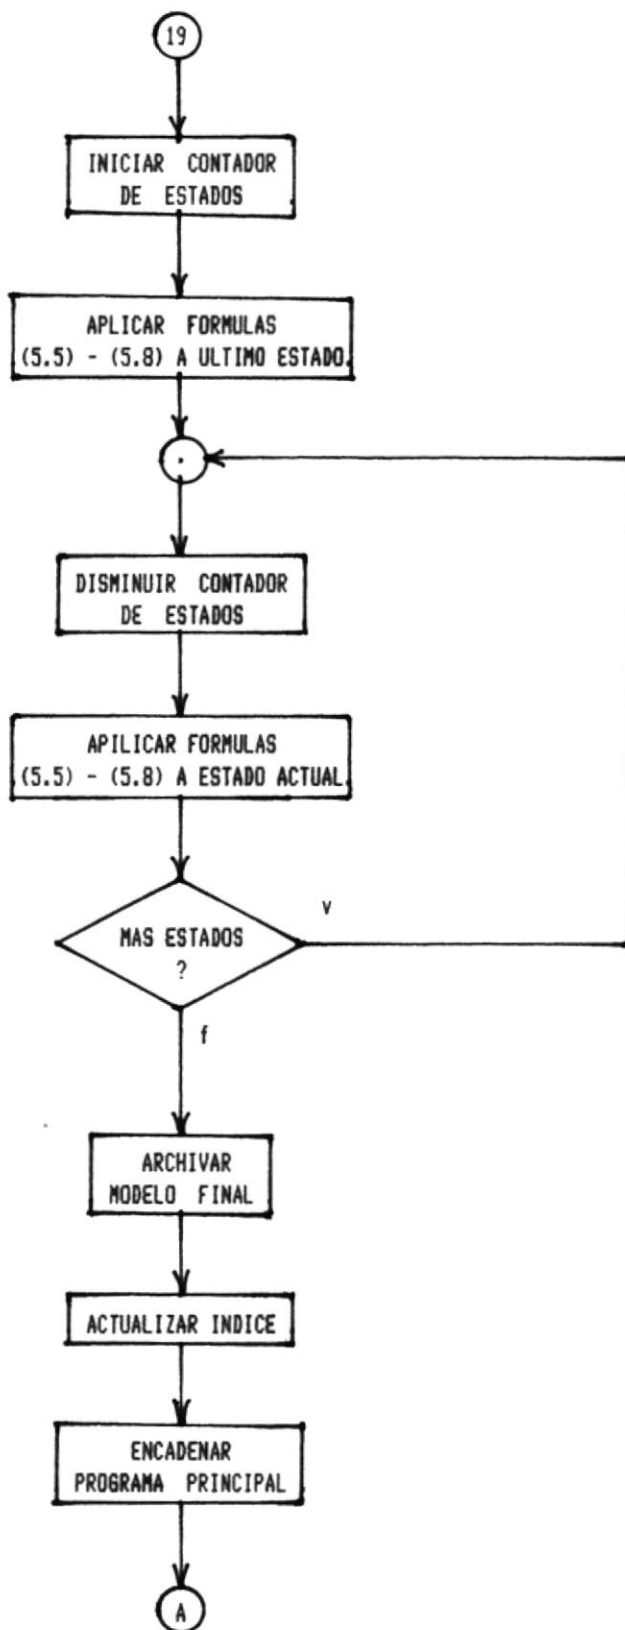 19
INICIAR CONTADOR
DE ESTADOS
APLICAR FORMULAS
(5.5) - (5.8) A ULTIMO ESTADO.
.
DISMINUIR CONTADOR
DE ESTADOS
APILICAR FORMULAS
(5.5) - (5.8) A ESTADO ACTUAL.
MAS ESTADOS
?
v
f
ARCHIVAR
MODELO FINAL
ACTUALIZAR INDICE
ENCADENAR
PROGRAMA PRINCIPAL
A